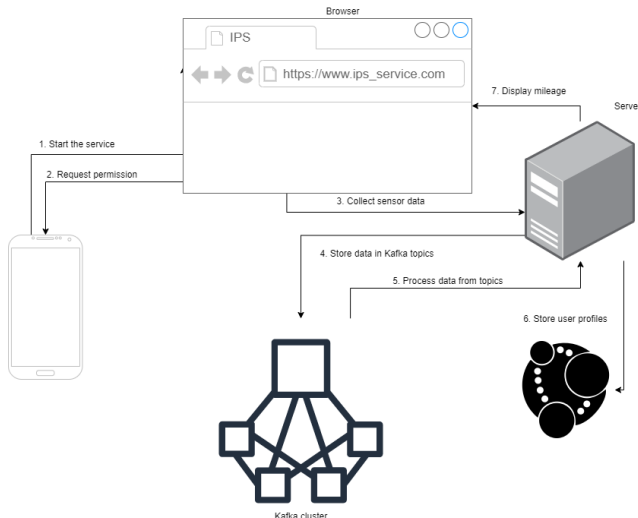 Browser
IPS
https://www.ips_service.com
7. Display mileage
Serve
1. Start the service
2. Request permission
3. Collect sensor data
4. Store data in Kafka topics
5. Process data from topics
6. Store user profiles
Kafka cluster